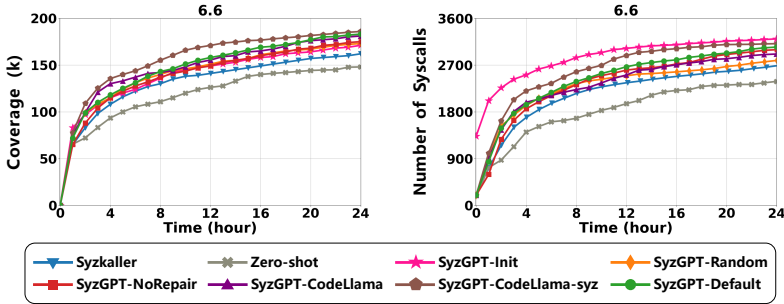 6.6
200
150
100
50
0
0 4 8 12 16 20 24
Coverage (k)
Time (hour)
6.6
3600
2700
1800
900
0
0 4 8 12 16 20 24
Number of Syscalls
Time (hour)
Syzkaller Zero-shot SyzGPT-Init SyzGPT-Random
SyzGPT-NoRepair SyzGPT-CodeLlama SyzGPT-CodeLlama-syz SyzGPT-Default